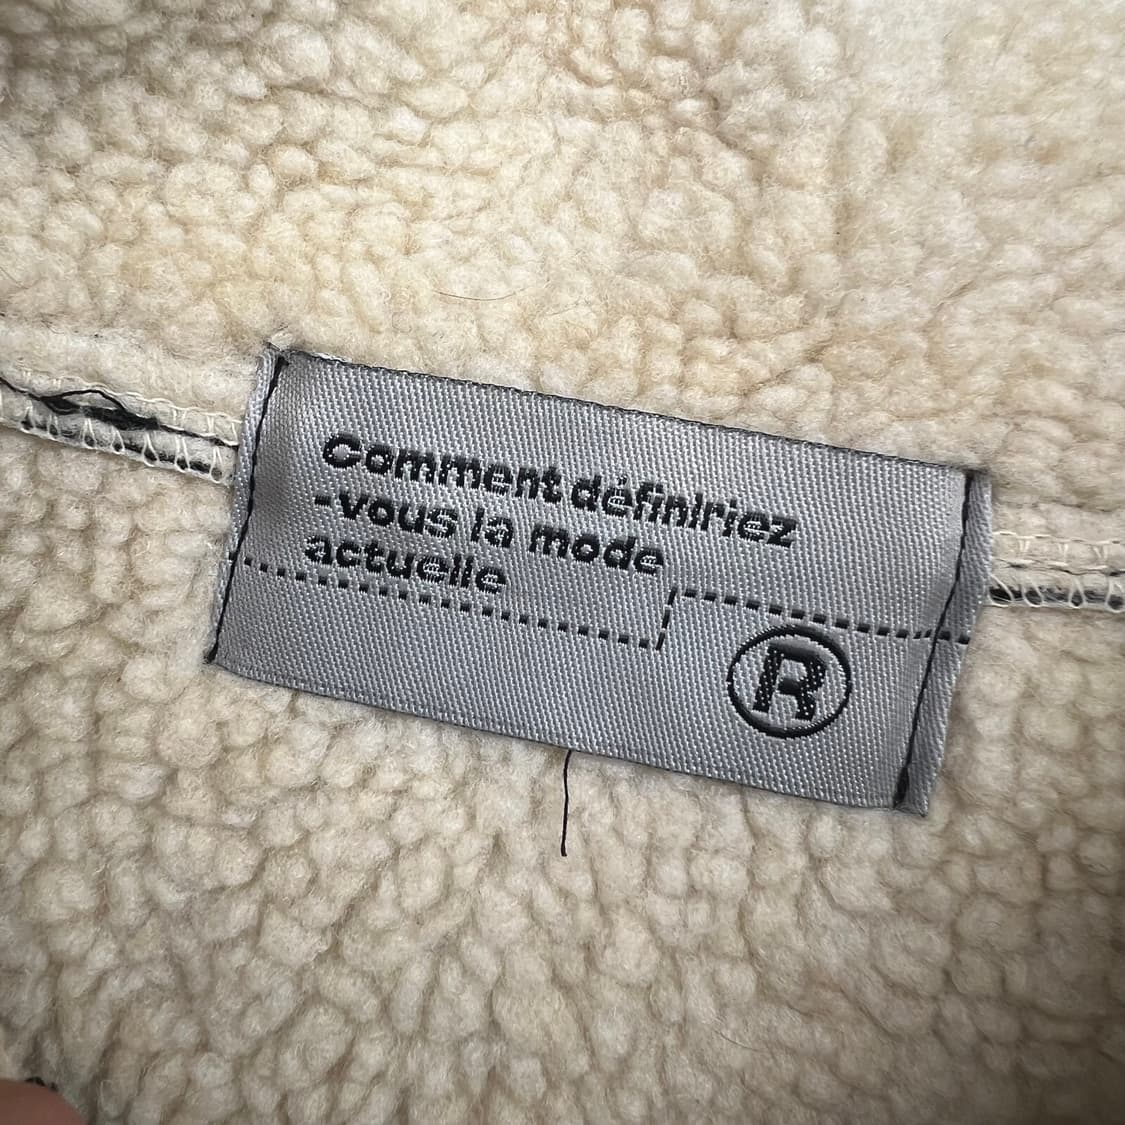 Comment définiriez
-vous la mode
actuelle
R